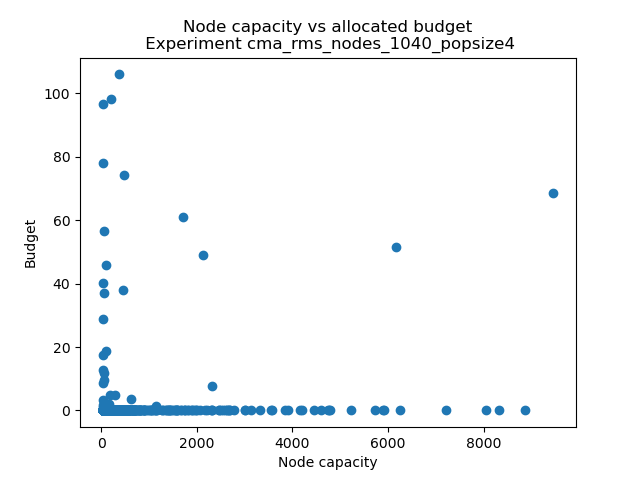 Node capacity vs allocated budget
Experiment cma_rms_nodes_1040_popsize4
100
80
60
40
20
0
Budget
0 2000 4000 6000 8000
Node capacity